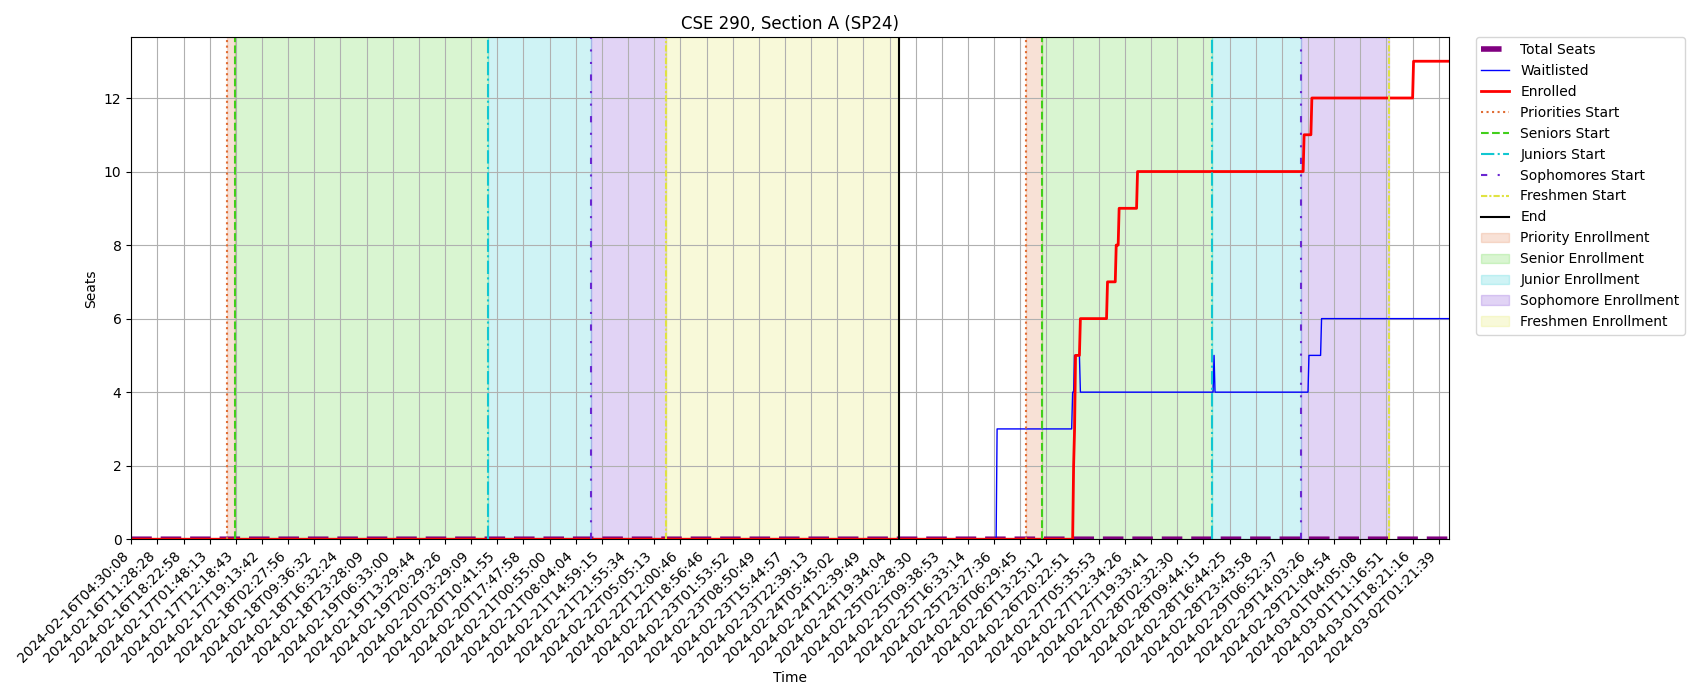 CSE 290, Section A (SP24)
Seats
12
10
8
6
4
2
0
2024-02-16T04:30:08
2024-02-16T11:28:28
2024-02-16T18:22:58
2024-02-17T01:48:13
2024-02-17T12:18:43
2024-02-17T19:13:42
2024-02-18T02:27:56
2024-02-18T09:36:32
2024-02-18T16:32:24
2024-02-18T23:28:09
2024-02-19T06:33:00
2024-02-19T13:29:44
2024-02-19T20:29:26
2024-02-20T03:29:09
2024-02-20T10:41:55
2024-02-20T17:47:58
2024-02-21T00:55:00
2024-02-21T08:04:04
2024-02-21T14:59:15
2024-02-21T21:55:34
2024-02-22T05:05:13
2024-02-22T12:00:46
2024-02-22T18:56:46
2024-02-23T01:53:52
2024-02-23T08:50:49
2024-02-23T15:44:57
2024-02-23T22:39:13
2024-02-24T05:45:02
2024-02-24T12:39:49
2024-02-24T19:34:04
2024-02-25T02:28:30
2024-02-25T09:38:53
2024-02-25T16:33:14
2024-02-25T23:27:36
2024-02-26T06:29:45
2024-02-26T13:25:12
2024-02-26T20:22:51
2024-02-27T05:35:53
2024-02-27T12:34:26
2024-02-27T19:33:41
2024-02-28T02:32:30
2024-02-28T09:44:15
2024-02-28T16:44:25
2024-02-28T23:43:58
2024-02-29T06:52:37
2024-02-29T14:03:26
2024-02-29T21:04:54
2024-03-01T04:05:08
2024-03-01T11:16:51
2024-03-01T18:21:16
2024-03-02T01:21:39
Time
Total Seats
Waitlisted
Enrolled
Priorities Start
Seniors Start
Juniors Start
Sophomores Start
Freshmen Start
End
Priority Enrollment
Senior Enrollment
Junior Enrollment
Sophomore Enrollment
Freshmen Enrollment